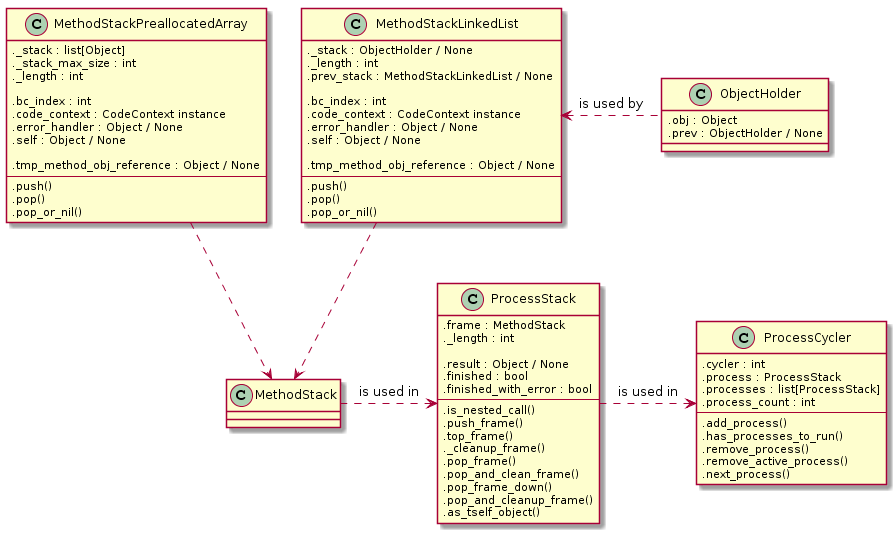 C MethodStackPreallocatedArray
._stack : list[Object]
._stack_max_size : int
._length : int
.bc_index : int
.code_context : CodeContext instance
.error_handler : Object / None
.self : Object / None
.tmp_method_obj_reference : Object / None
.push()
.pop()
.pop_or_nil()
C MethodStackLinkedList
._stack : ObjectHolder / None
._length : int
.prev_stack : MethodStackLinkedList / None
.bc_index : int
.code_context : CodeContext instance
.error_handler : Object / None
.self : Object / None
.tmp_method_obj_reference : Object / None
.push()
.pop()
.pop_or_nil()
is used by
C ObjectHolder
.obj : Object
.prev : ObjectHolder / None
C MethodStack
is used in
C ProcessStack
.frame : MethodStack
._length : int
.result : Object / None
.finished : bool
.finished_with_error : bool
.is_nested_call()
.push_frame()
.top_frame()
._cleanup_frame()
.pop_frame()
.pop_and_clean_frame()
.pop_frame_down()
.pop_and_cleanup_frame()
.as_tself_object()
is used in
C ProcessCycler
.cycler : int
.process : ProcessStack
.processes : list[ProcessStack]
.process_count : int
.add_process()
.has_processes_to_run()
.remove_process()
.remove_active_process()
.next_process()